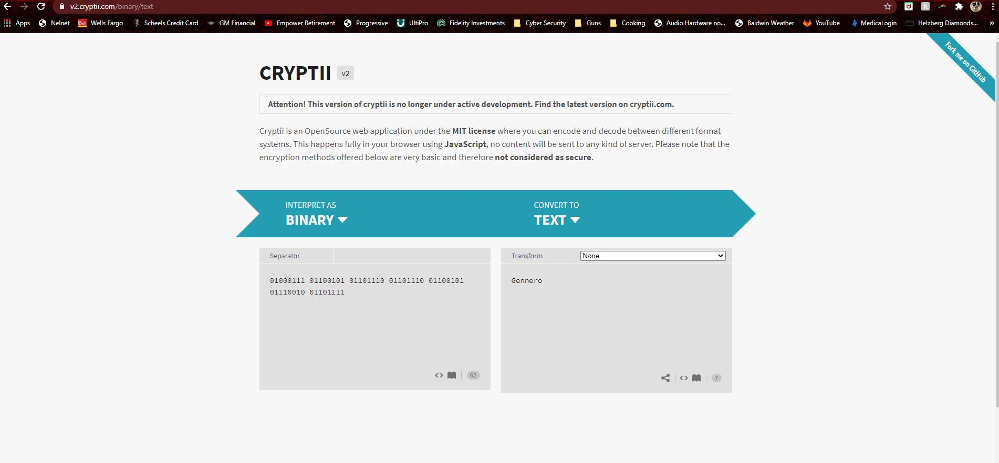 v2.cryptii.com/binary/text
Apps Nelnet Wells Fargo Scheels Credit Card GM Financial Empower Retirement Progressive UltiPro Fidelity Investments Cyber Security Guns Cooking Audio Hardware no... Baldwin Weather YouTube MedicaLogin Helzberg Diamonds... »
Fork me on GitHub
CRYPTII v2
Attention! This version of cryptii is no longer under active development. Find the latest version on cryptii.com.
Cryptii is an OpenSource web application under the MIT license where you can encode and decode between different format
systems. This happens fully in your browser using JavaScript, no content will be sent to any kind of server. Please note that the
encryption methods offered below are very basic and therefore not considered as secure.
INTERPRET AS
BINARY
CONVERT TO
TEXT
Separator
01000111 01100101 01101110 01101110 01100101
01110010 01101111
62
Transform None
Gennero
7